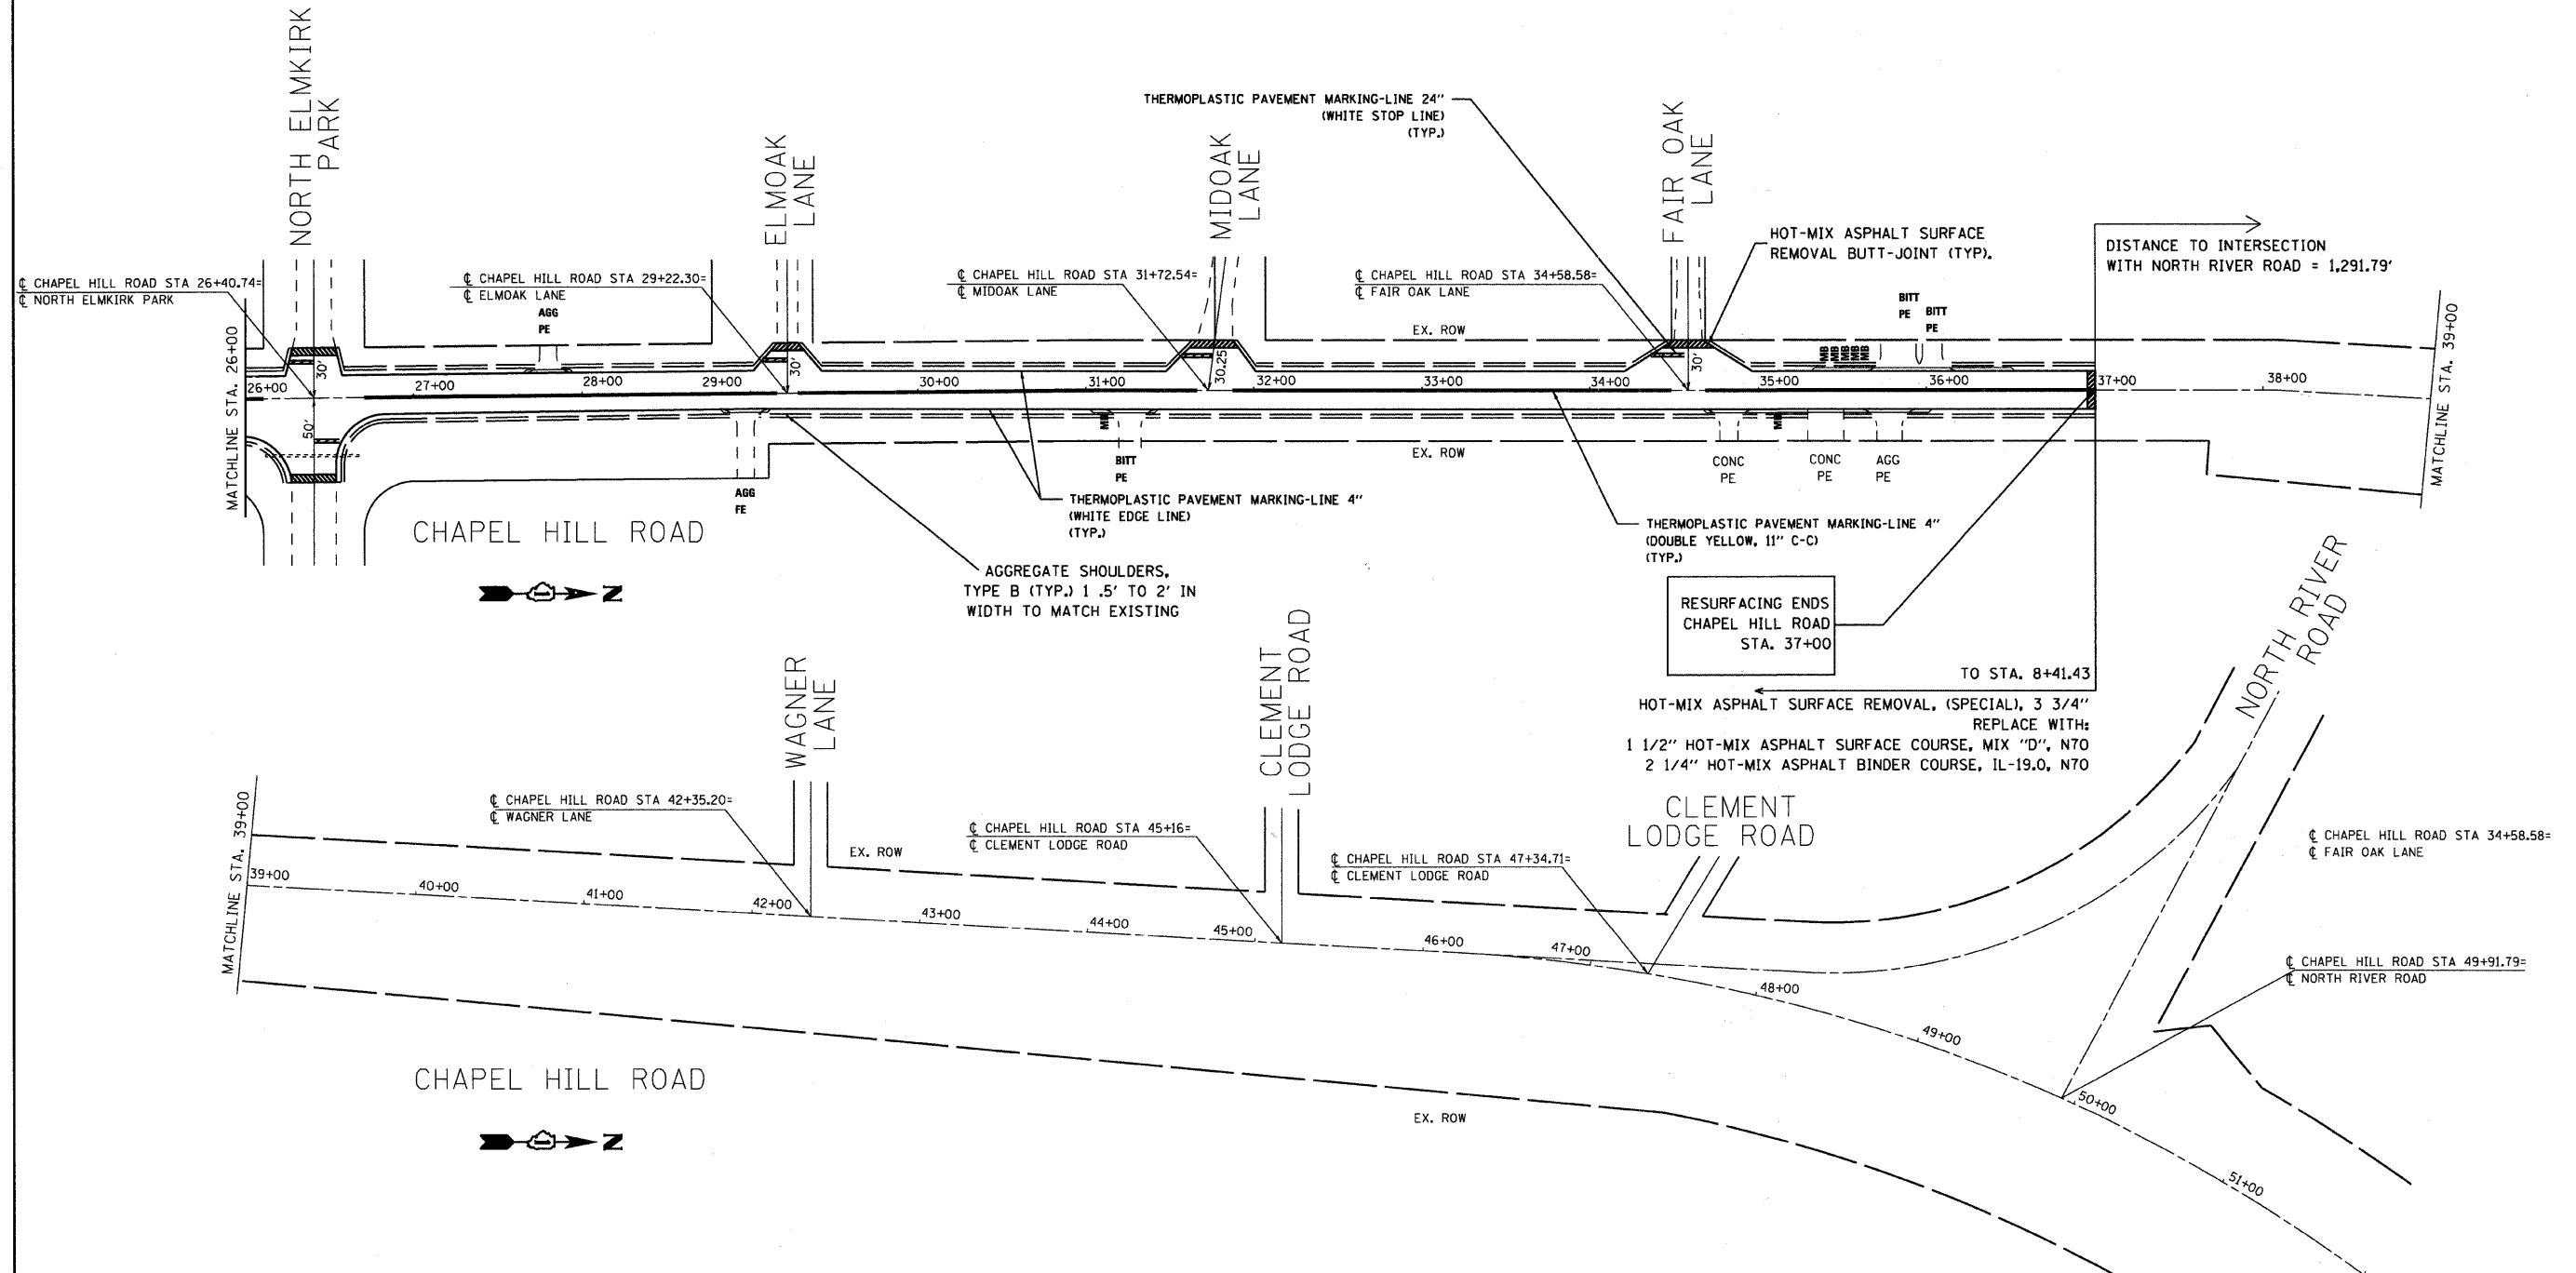 NORTH ELMKIRK
PARK
ELMOAK
LANE
MIDOAK
LANE
FAIR OAK
LANE
THERMOPLASTIC PAVEMENT MARKING-LINE 24"
(WHITE STOP LINE)
(TYP.)
HOT-MIX ASPHALT SURFACE
REMOVAL BUTT-JOINT (TYP).
DISTANCE TO INTERSECTION
WITH NORTH RIVER ROAD = 1,291.79'
℄ CHAPEL HILL ROAD STA 26+40.74=
℄ NORTH ELMKIRK PARK
℄ CHAPEL HILL ROAD STA 29+22.30=
℄ ELMOAK LANE
℄ CHAPEL HILL ROAD STA 31+72.54=
℄ MIDOAK LANE
℄ CHAPEL HILL ROAD STA 34+58.58=
℄ FAIR OAK LANE
AGG
PE
BITT
PE
BITT
PE
EX. ROW
MATCHLINE STA. 26+00
MATCHLINE STA. 39+00
30'
30'
30.25
30'
MB
MB
MB
MB
MB
26+00
27+00
28+00
29+00
30+00
31+00
32+00
33+00
34+00
35+00
36+00
37+00
38+00
50'
MB
MB
EX. ROW
AGG
FE
BITT
PE
CONC
PE
CONC
PE
AGG
PE
CHAPEL HILL ROAD
N
THERMOPLASTIC PAVEMENT MARKING-LINE 4"
(WHITE EDGE LINE)
(TYP.)
THERMOPLASTIC PAVEMENT MARKING-LINE 4"
(DOUBLE YELLOW, 11" C-C)
(TYP.)
AGGREGATE SHOULDERS,
TYPE B (TYP.) 1 .5' TO 2' IN
WIDTH TO MATCH EXISTING
RESURFACING ENDS
CHAPEL HILL ROAD
STA. 37+00
TO STA. 8+41.43
HOT-MIX ASPHALT SURFACE REMOVAL, (SPECIAL), 3 3/4"
REPLACE WITH:
1 1/2" HOT-MIX ASPHALT SURFACE COURSE, MIX "D", N70
2 1/4" HOT-MIX ASPHALT BINDER COURSE, IL-19.0, N70
WAGNER
LANE
CLEMENT
LODGE ROAD
CLEMENT
LODGE ROAD
NORTH RIVER
ROAD
MATCHLINE STA. 39+00
℄ CHAPEL HILL ROAD STA 42+35.20=
℄ WAGNER LANE
EX. ROW
℄ CHAPEL HILL ROAD STA 45+16=
℄ CLEMENT LODGE ROAD
℄ CHAPEL HILL ROAD STA 47+34.71=
℄ CLEMENT LODGE ROAD
℄ CHAPEL HILL ROAD STA 34+58.58=
℄ FAIR OAK LANE
℄ CHAPEL HILL ROAD STA 49+91.79=
℄ NORTH RIVER ROAD
39+00
40+00
41+00
42+00
43+00
44+00
45+00
46+00
47+00
48+00
49+00
50+00
51+00
CHAPEL HILL ROAD
EX. ROW
N